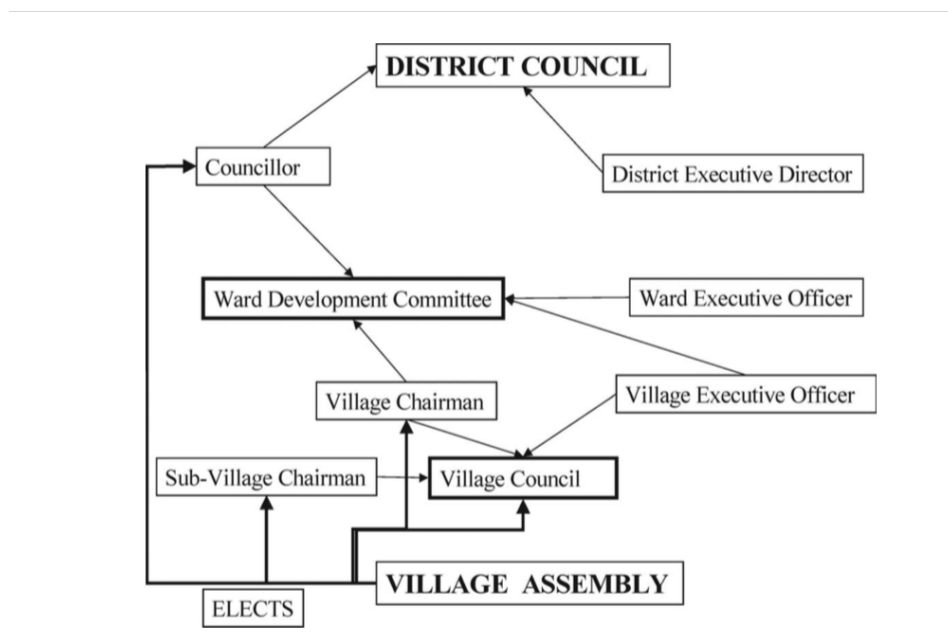 DISTRICT COUNCIL
Councillor
District Executive Director
Ward Development Committee
Ward Executive Officer
Village Chairman
Village Executive Officer
Sub-Village Chairman
Village Council
VILLAGE ASSEMBLY
ELECTS